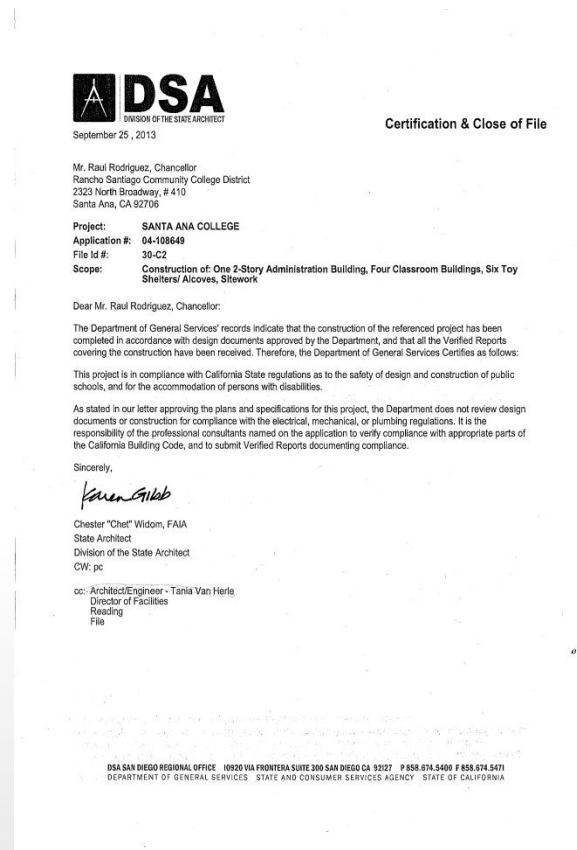 DSA
DIVISION OF THE STATE ARCHITECT
Certification & Close of File
September 25 , 2013
Mr. Raul Rodriguez, Chancellor
Rancho Santiago Community College District
2323 North Broadway, # 410
Santa Ana, CA 92706
Project: SANTA ANA COLLEGE
Application #: 04-108649
File Id #: 30-C2
Scope: Construction of: One 2-Story Administration Building, Four Classroom Buildings, Six Toy
Shelters/ Alcoves, Sitework
Dear Mr. Raul Rodriguez, Chancellor:
The Department of General Services' records indicate that the construction of the referenced project has been
completed in accordance with design documents approved by the Department, and that all the Verified Reports
covering the construction have been received. Therefore, the Department of General Services Certifies as follows:
This project is in compliance with California State regulations as to the safety of design and construction of public
schools, and for the accommodation of persons with disabilities.
As stated in our letter approving the plans and specifications for this project, the Department does not review design
documents or construction for compliance with the electrical, mechanical, or plumbing regulations. It is the
responsibility of the professional consultants named on the application to verify compliance with appropriate parts of
the California Building Code, and to submit Verified Reports documenting compliance.
Sincerely,
Karen Gibb
Chester "Chet" Widom, FAIA
State Architect
Division of the State Architect
CW: pc
cc: Architect/Engineer - Tania Van Herle
Director of Facilities
Reading
File
DSA SAN DIEGO REGIONAL OFFICE 10920 VIA FRONTERA SUITE 300 SAN DIEGO CA 92127 P 858.674.5400 F 858.674.5471
DEPARTMENT OF GENERAL SERVICES STATE AND CONSUMER SERVICES AGENCY STATE OF CALIFORNIA